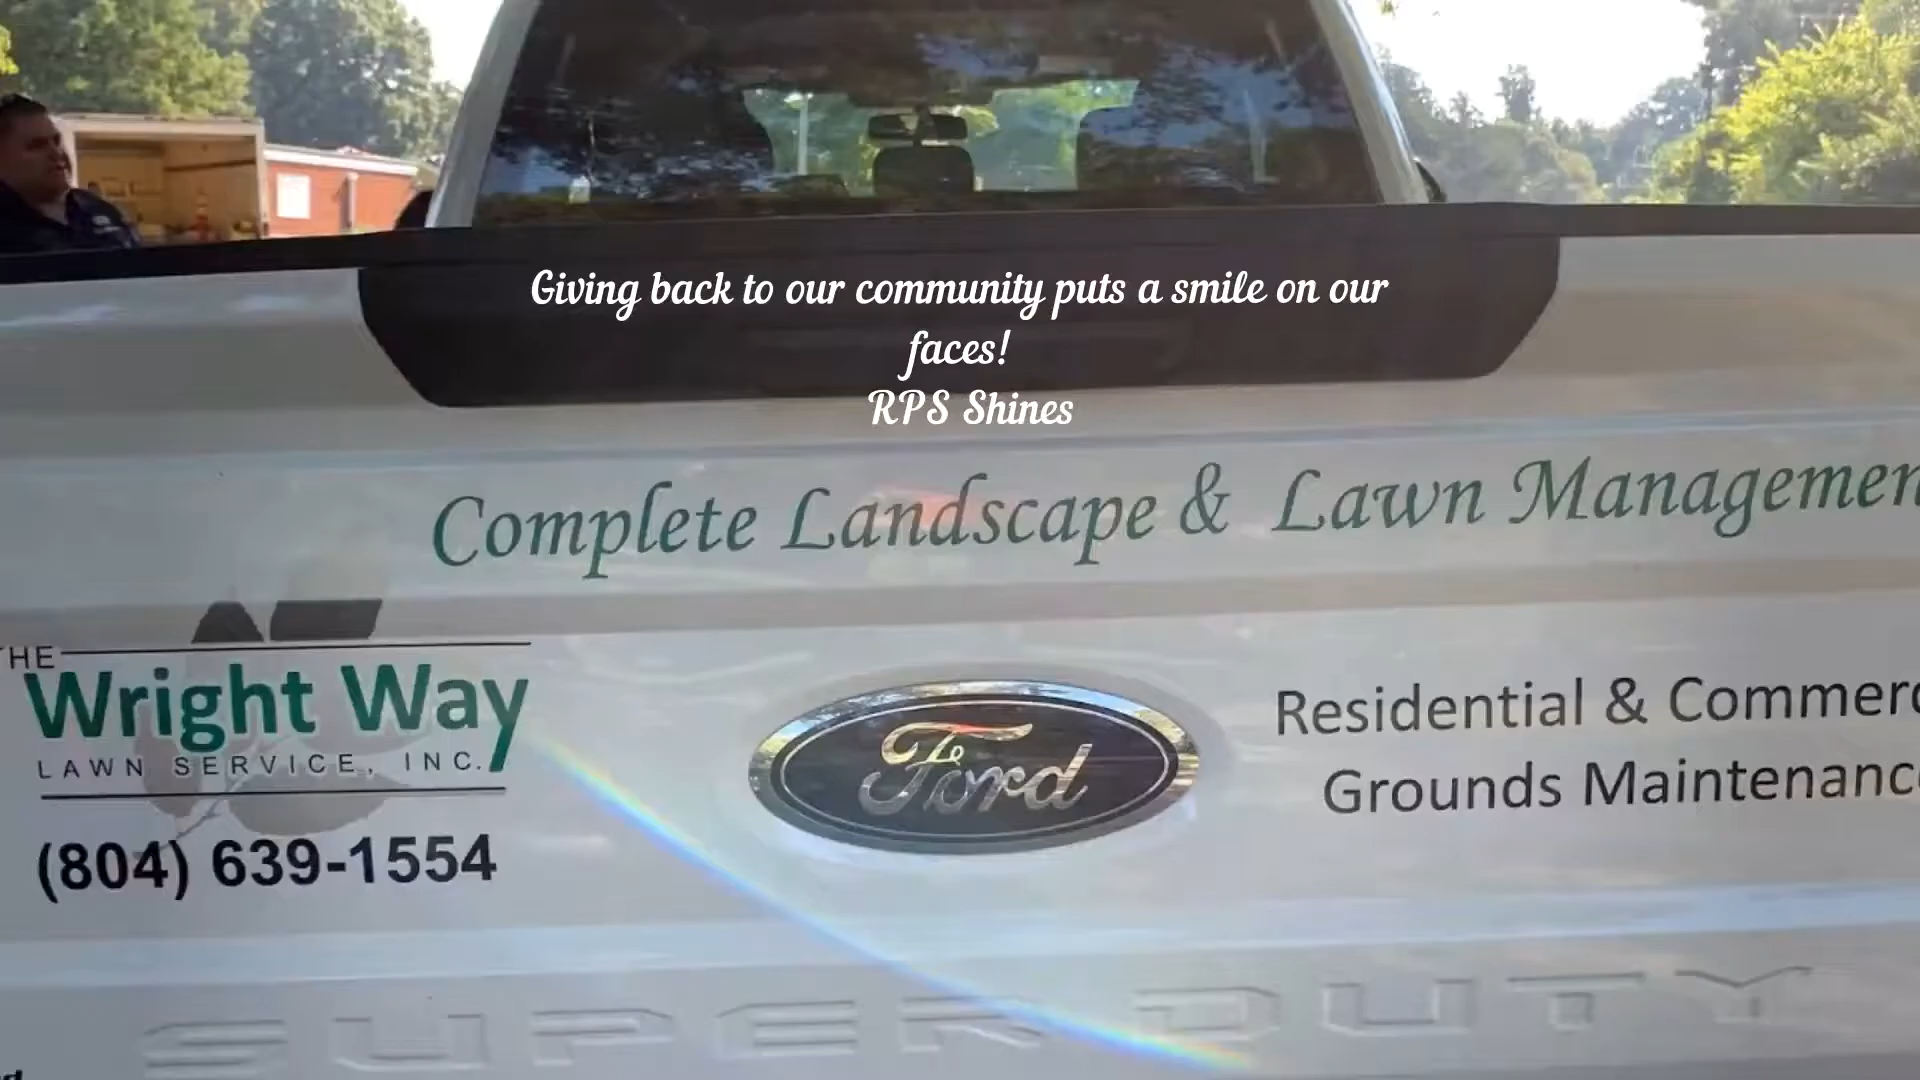 Giving back to our community puts a smile on our
faces!
RPS Shines
Complete Landscape & Lawn Managemen
HE
Wright Way
LAWN SERVICE, INC.
(804) 639-1554
Ford
Residential & Commerc
Grounds Maintenanc
SUPER DUTY